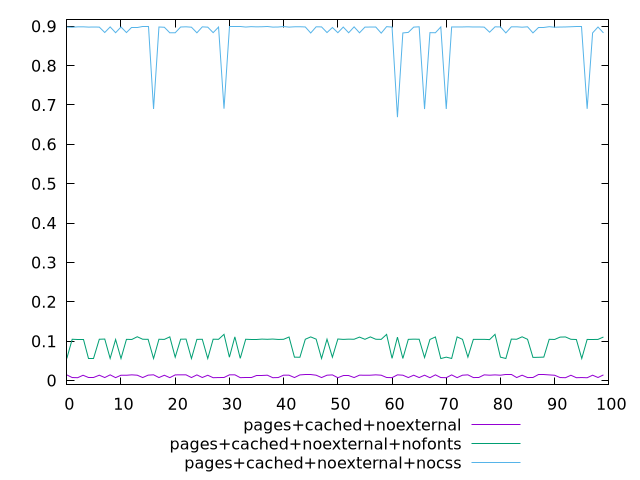 0.9
0.8
0.7
0.6
0.5
0.4
0.3
0.2
0.1
0
0 10 20 30 40 50 60 70 80 90 100
pages+cached+noexternal
pages+cached+noexternal+nofonts
pages+cached+noexternal+nocss